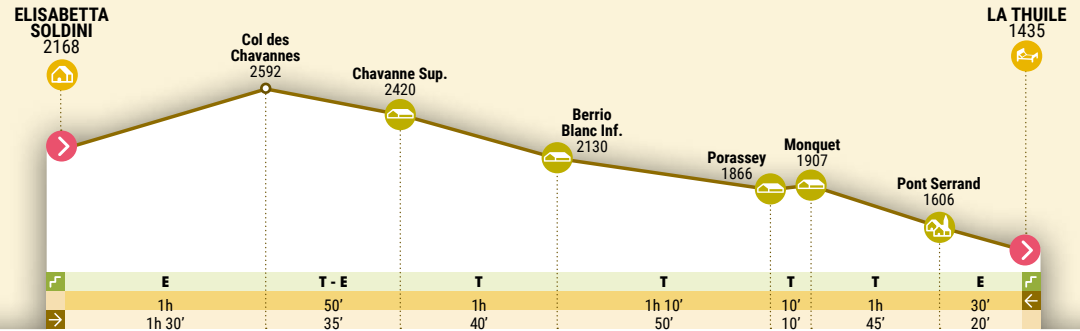 ELISABETTA
SOLDINI
2168
Col des
Chavannes
2592
Chavanne Sup.
2420
Berrio
Blanc Inf.
2130
Porassey
1866
Monquet
1907
Pont Serrand
1606
LA THUILE
1435
E T - E T T T T E
1h 50’ 1h 1h 10’ 10’ 1h 30’
1h 30’ 35’ 40’ 50’ 10’ 45’ 20’